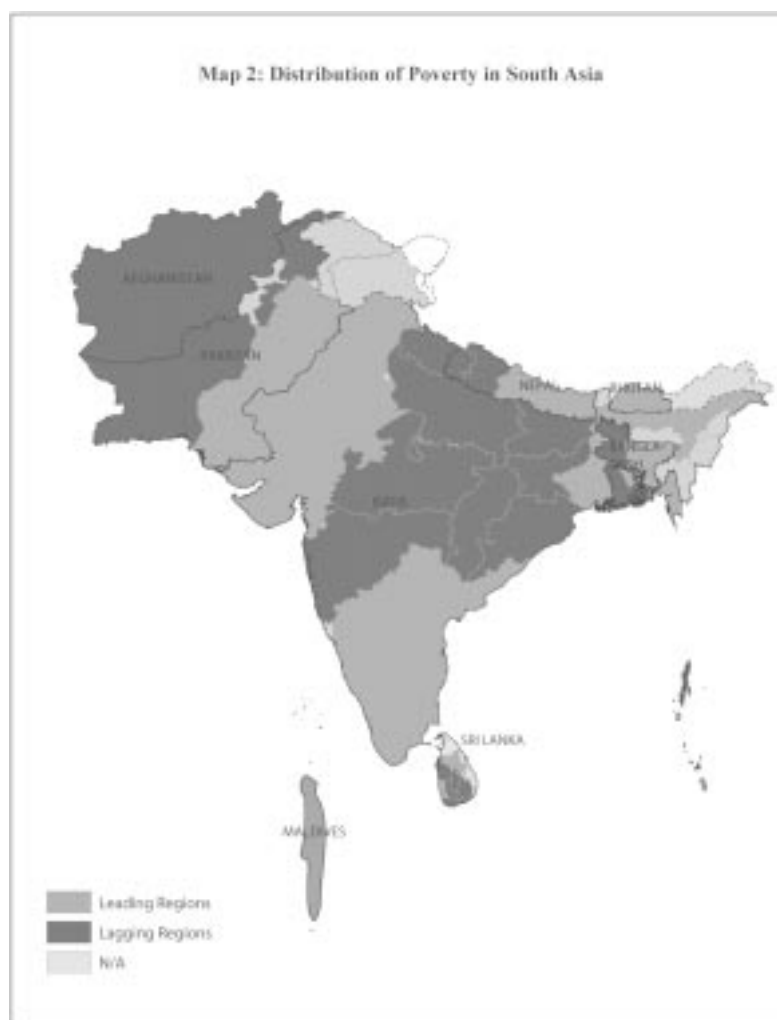 Map 2: Distribution of Poverty in South Asia
AFGHANISTAN
PAKISTAN
NEPAL
BHUTAN
BANGLA
INDIA
SRI LANKA
MALDIVES
Leading Regions
Lagging Regions
N/A